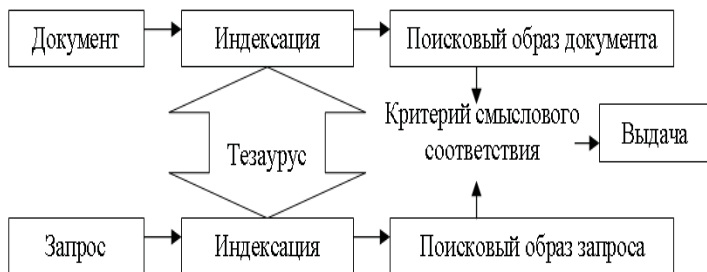 Документ
Индексация
Поисковый образ документа
Критерий смыслового
соответствия
Выдача
Тезаурус
Запрос
Индексация
Поисковый образ запроса